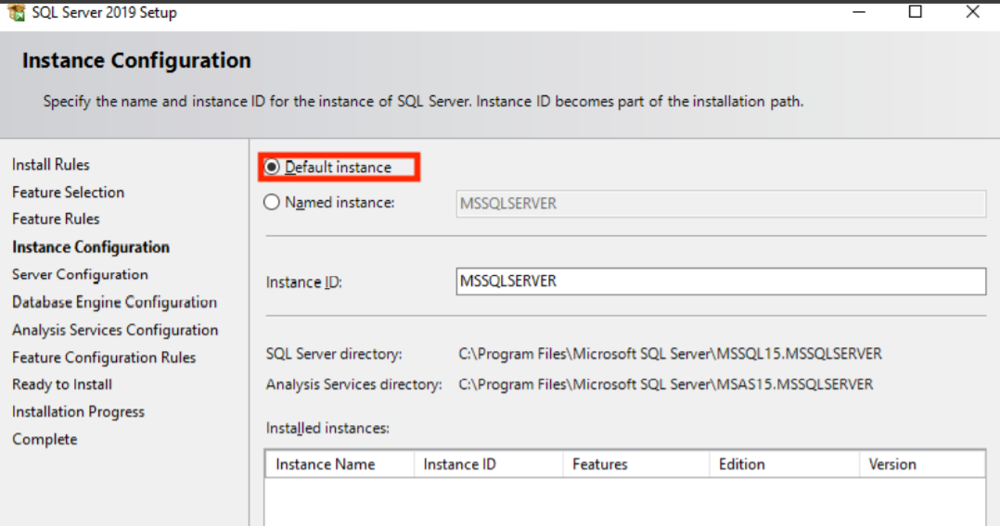 SQL Server 2019 Setup
Instance Configuration
Specify the name and instance ID for the instance of SQL Server. Instance ID becomes part of the installation path.
Install Rules
Feature Selection
Feature Rules
Instance Configuration
Server Configuration
Database Engine Configuration
Analysis Services Configuration
Feature Configuration Rules
Ready to Install
Installation Progress
Complete
Default instance
Named instance: MSSQLSERVER
Instance ID: MSSQLSERVER
SQL Server directory: C:\Program Files\Microsoft SQL Server\MSSQL15.MSSQLSERVER
Analysis Services directory: C:\Program Files\Microsoft SQL Server\MSAS15.MSSQLSERVER
Installed instances:
Instance Name Instance ID Features Edition Version